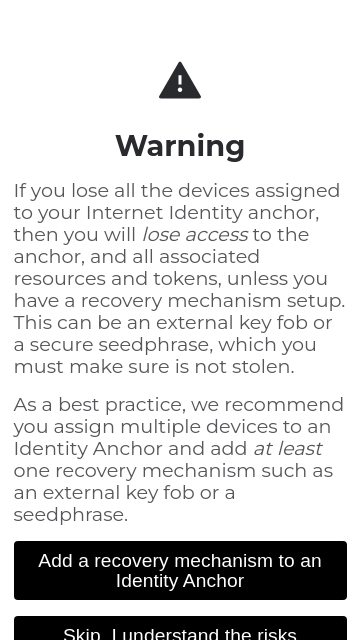 Warning
If you lose all the devices assigned
to your Internet Identity anchor,
then you will lose access to the
anchor, and all associated
resources and tokens, unless you
have a recovery mechanism setup.
This can be an external key fob or
a secure seedphrase, which you
must make sure is not stolen.
As a best practice, we recommend
you assign multiple devices to an
Identity Anchor and add at least
one recovery mechanism such as
an external key fob or a
seedphrase.
Add a recovery mechanism to an
Identity Anchor
Skip, I understand the risks